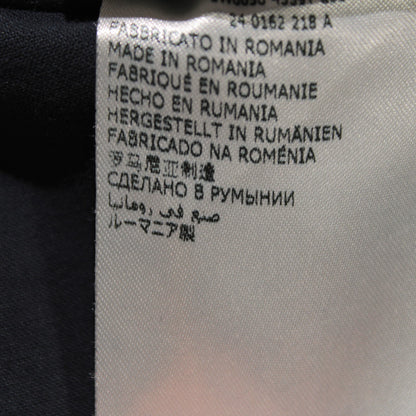 24 0162 218 A
FABBRICATO IN ROMANIA
MADE IN ROMANIA
FABRIQUÉ EN ROUMANIE
HECHO EN RUMANIA
HERGESTELLT IN RUMÄNIEN
FABRICADO NA ROMÉNIA
罗马尼亚制造
СДЕЛАНО В РУМЫНИИ
صنع في رومانيا
ルーマニア製